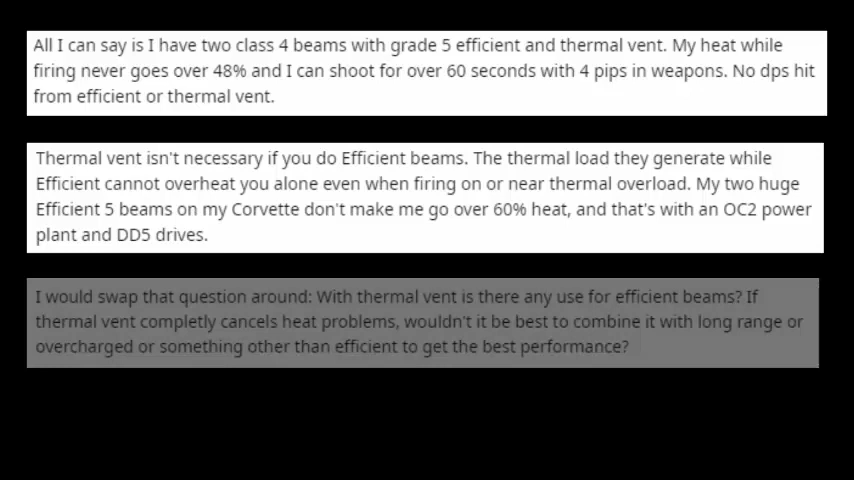 All I can say is I have two class 4 beams with grade 5 efficient and thermal vent. My heat while
firing never goes over 48% and I can shoot for over 60 seconds with 4 pips in weapons. No dps hit
from efficient or thermal vent.
Thermal vent isn't necessary if you do Efficient beams. The thermal load they generate while
Efficient cannot overheat you alone even when firing on or near thermal overload. My two huge
Efficient 5 beams on my Corvette don't make me go over 60% heat, and that's with an OC2 power
plant and DD5 drives.
I would swap that question around: With thermal vent is there any use for efficient beams? If
thermal vent completly cancels heat problems, wouldn't it be best to combine it with long range or
overcharged or something other than efficient to get the best performance?